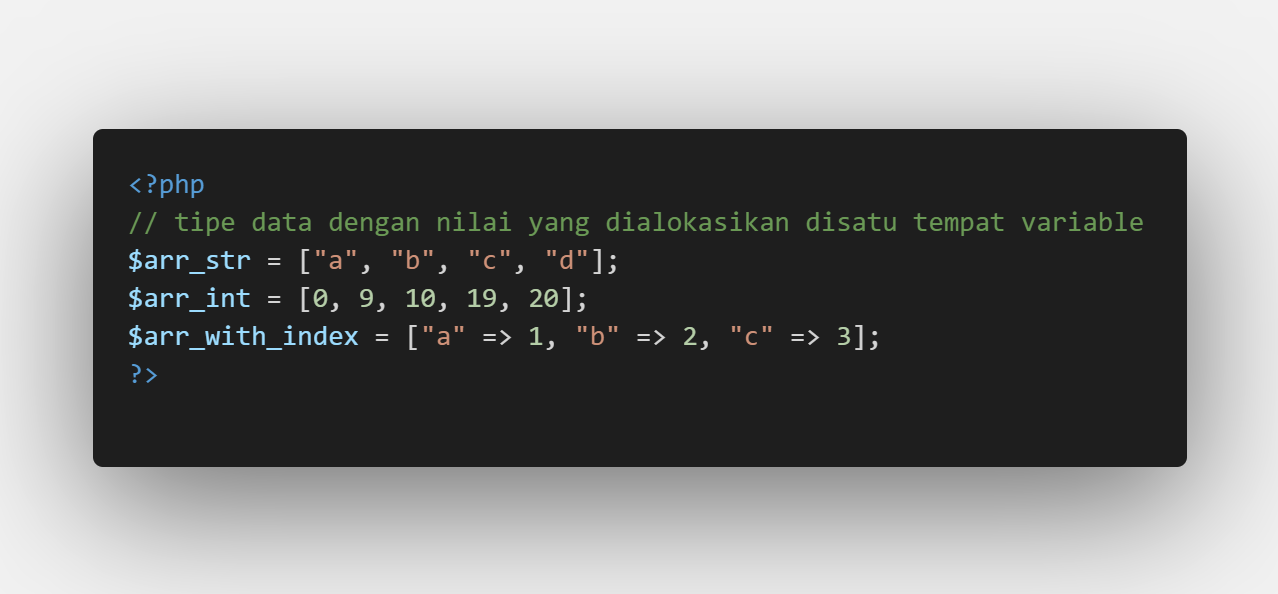 <?php
// tipe data dengan nilai yang dialokasikan disatu tempat variable
$arr_str = ["a", "b", "c", "d"];
$arr_int = [0, 9, 10, 19, 20];
$arr_with_index = ["a" => 1, "b" => 2, "c" => 3];
?>